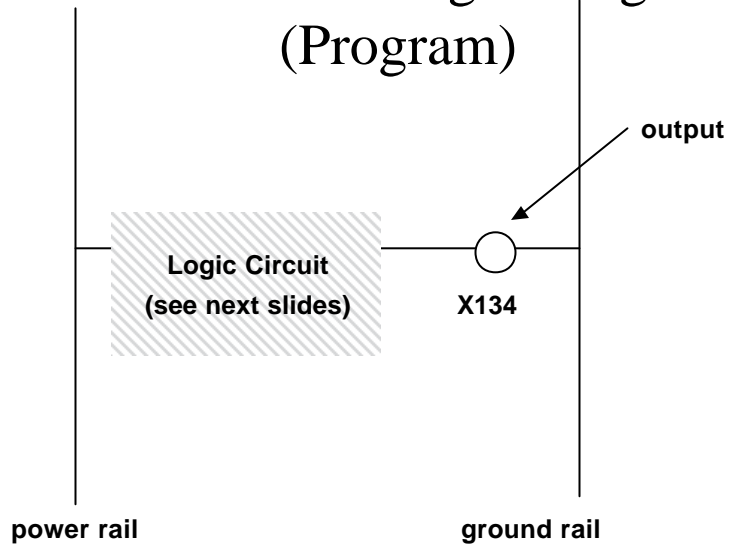 (Program)
output
Logic Circuit
(see next slides)
X134
power rail
ground rail